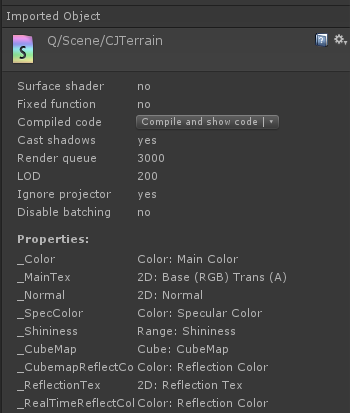 Imported Object
Q/Scene/CJTerrain
Surface shader no
Fixed function no
Compiled code Compile and show code
Cast shadows yes
Render queue 3000
LOD 200
Ignore projector yes
Disable batching no
Properties:
_Color Color: Main Color
_MainTex 2D: Base (RGB) Trans (A)
_Normal 2D: Normal
_SpecColor Color: Specular Color
_Shininess Range: Shininess
_CubeMap Cube: CubeMap
_CubemapReflectCo Color: Reflection Color
_ReflectionTex 2D: Reflection Tex
_RealTimeReflectCol Color: Reflection Color